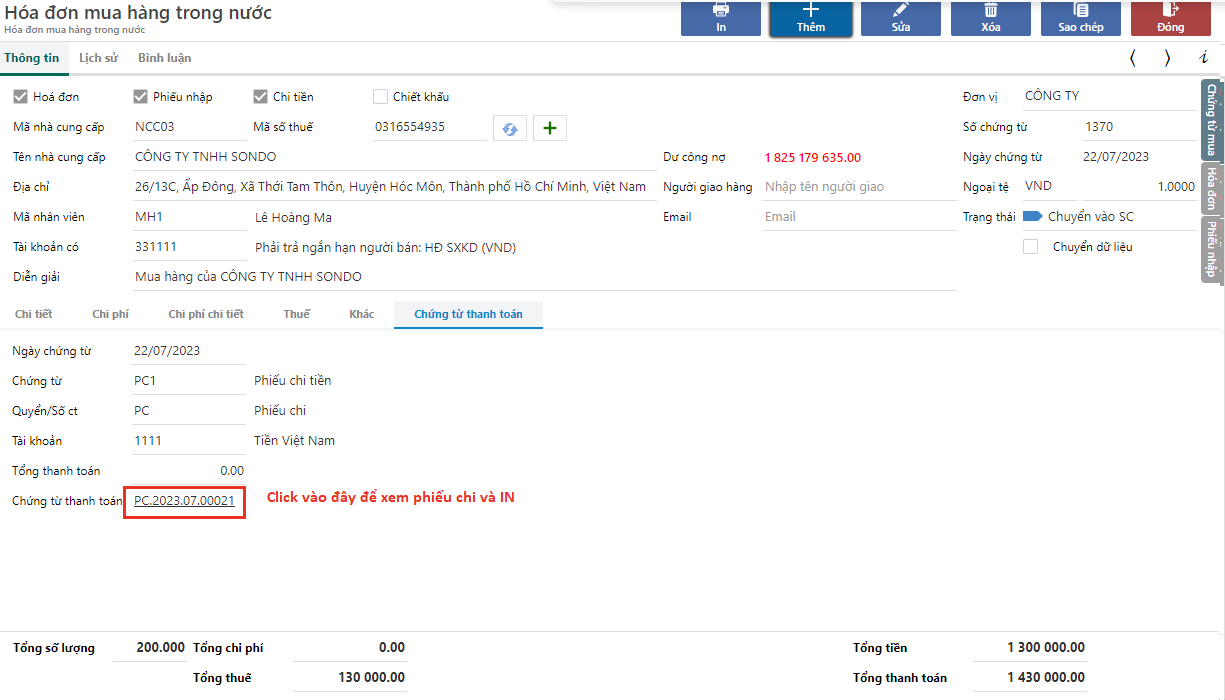 Hóa đơn mua hàng trong nước
Hóa đơn mua hàng trong nước
In Thêm Sửa Xóa Sao chép Đóng
Thông tin Lịch sử Bình luận
Hoá đơn Phiếu nhập Chi tiền Chiết khấu Đơn vị CÔNG TY
Mã nhà cung cấp NCC03 Mã số thuế 0316554935 Số chứng từ 1370
Tên nhà cung cấp CÔNG TY TNHH SONDO Dư công nợ 1 825 179 635.00 Ngày chứng từ 22/07/2023
Địa chỉ 26/13C, Ấp Đông, Xã Thới Tam Thôn, Huyện Hóc Môn, Thành phố Hồ Chí Minh, Việt Nam Người giao hàng Nhập tên người giao Ngoại tệ VND 1.0000
Mã nhân viên MH1 Lê Hoàng Ma Email Email Trạng thái Chuyển vào SC
Tài khoản có 331111 Phải trả ngắn hạn người bán: HĐ SXKD (VND) Chuyển dữ liệu
Diễn giải Mua hàng của CÔNG TY TNHH SONDO
Chứng từ mua
Hóa đơn
Phiếu nhập
Chi tiết Chi phí Chi phí chi tiết Thuế Khác Chứng từ thanh toán
Ngày chứng từ 22/07/2023
Chứng từ PC1 Phiếu chi tiền
Quyển/Số ct PC Phiếu chi
Tài khoản 1111 Tiền Việt Nam
Tổng thanh toán 0.00
Chứng từ thanh toán PC.2023.07.00021 Click vào đây để xem phiếu chi và IN
Tổng số lượng 200.000 Tổng chi phí 0.00 Tổng tiền 1 300 000.00
Tổng thuế 130 000.00 Tổng thanh toán 1 430 000.00